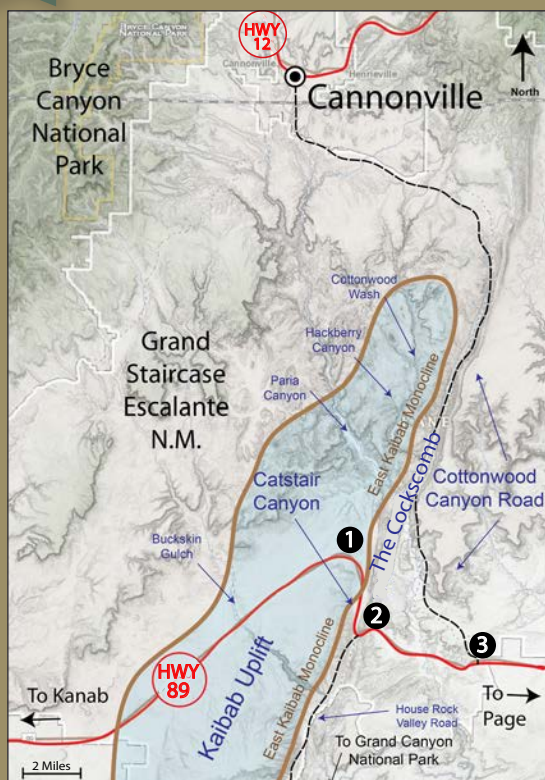 BRYCE CANYON
NATIONAL PARK
HWY
12
Cannonville
Henrieville
North
Bryce
Canyon
National
Park
Cannonville
Cottonwood
Wash
Hackberry
Canyon
Grand
Staircase
Escalante
N.M.
Paria
Canyon
East Kaibab Monocline
The Cockscomb
Catstair
Canyon
Cottonwood
Canyon Road
Buckskin
Gulch
1
2
3
HWY
89
Kaibab Uplift
East Kaibab Monocline
To Kanab
To
Page
House Rock
Valley Road
To Grand Canyon
National Park
2 Miles